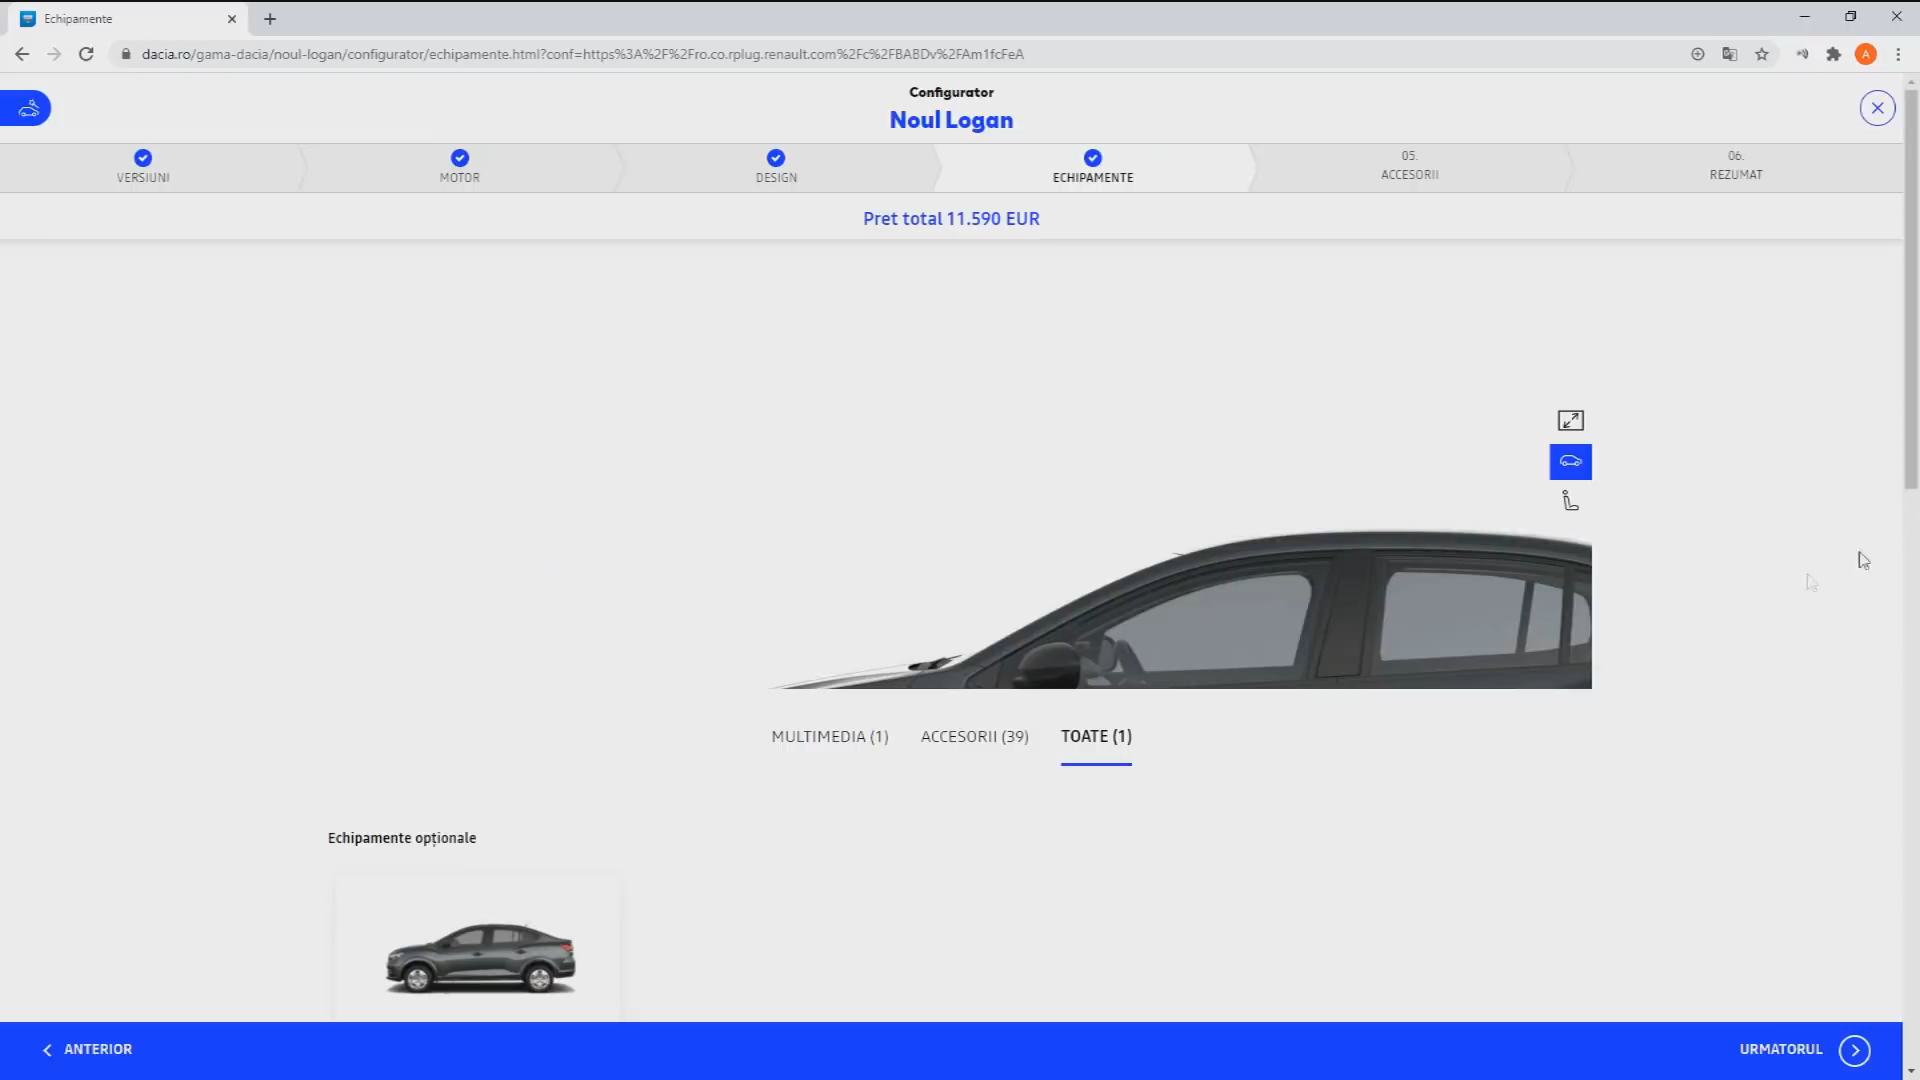 Echipamente
dacia.ro/gama-dacia/noul-logan/configurator/echipamente.html?conf=https%3A%2F%2Fro.co.rplug.renault.com%2Fc%2FBABDv%2FAm1fcFeA
A
Configurator
Noul Logan
VERSIUNI
MOTOR
DESIGN
ECHIPAMENTE
05.
ACCESORII
06.
REZUMAT
Pret total 11.590 EUR
MULTIMEDIA (1)
ACCESORII (39)
TOATE (1)
Echipamente opționale
ANTERIOR
URMATORUL